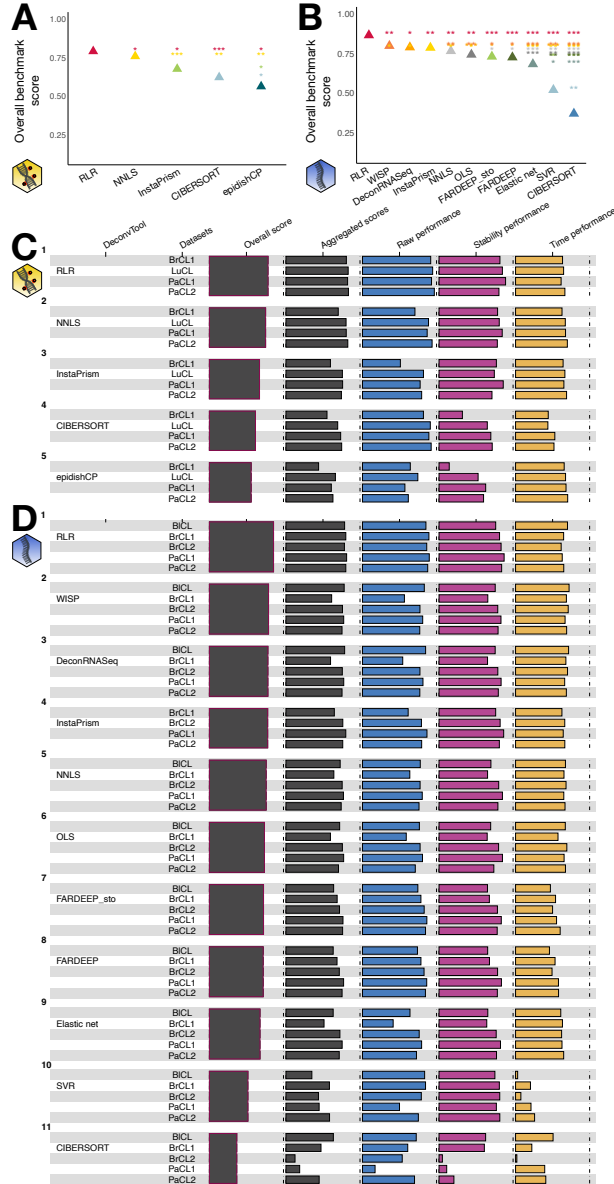 A
B
Overall benchmark score
1.00
0.75
0.50
0.25
*
*
***
*
***
**
*
**
*
*
RLR
NNLS
InstaPrism
CIBERSORT
epidishCP
Overall benchmark score
1.00
0.75
0.50
0.25
**
*
**
**
**
***
***
***
***
***
RLR
WISP
DeconRNASeq
InstaPrism
NNLS
OLS
FARDEEP_sto
FARDEEP
Elastic net
SVR
CIBERSORT
DeconvTool
Datasets
Overall score
Aggregated scores
Raw performance
Stability performance
Time performance
C
1
RLR
BrCL1
LuCL
PaCL1
PaCL2
2
NNLS
BrCL1
LuCL
PaCL1
PaCL2
3
InstaPrism
BrCL1
LuCL
PaCL1
PaCL2
4
CIBERSORT
BrCL1
LuCL
PaCL1
PaCL2
5
epidishCP
BrCL1
LuCL
PaCL1
PaCL2
D
1
RLR
BlCL
BrCL1
BrCL2
PaCL1
PaCL2
2
WISP
BlCL
BrCL1
BrCL2
PaCL1
PaCL2
3
DeconRNASeq
BlCL
BrCL1
BrCL2
PaCL1
PaCL2
4
InstaPrism
BrCL1
BrCL2
PaCL1
PaCL2
5
NNLS
BlCL
BrCL1
BrCL2
PaCL1
PaCL2
6
OLS
BlCL
BrCL1
BrCL2
PaCL1
PaCL2
7
FARDEEP_sto
BlCL
BrCL1
BrCL2
PaCL1
PaCL2
8
FARDEEP
BlCL
BrCL1
BrCL2
PaCL1
PaCL2
9
Elastic net
BlCL
BrCL1
BrCL2
PaCL1
PaCL2
10
SVR
BlCL
BrCL1
BrCL2
PaCL1
PaCL2
11
CIBERSORT
BlCL
BrCL1
BrCL2
PaCL1
PaCL2